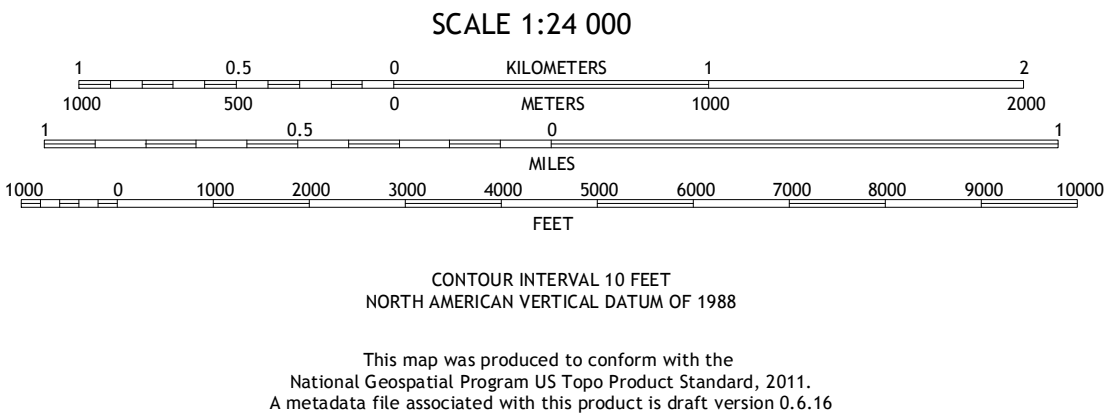 SCALE 1:24 000
1 0.5 0 KILOMETERS 1 2
1000 500 0 METERS 1000 2000
1 0.5 0 1
MILES
1000 0 1000 2000 3000 4000 5000 6000 7000 8000 9000 10000
FEET
CONTOUR INTERVAL 10 FEET
NORTH AMERICAN VERTICAL DATUM OF 1988
This map was produced to conform with the
National Geospatial Program US Topo Product Standard, 2011.
A metadata file associated with this product is draft version 0.6.16